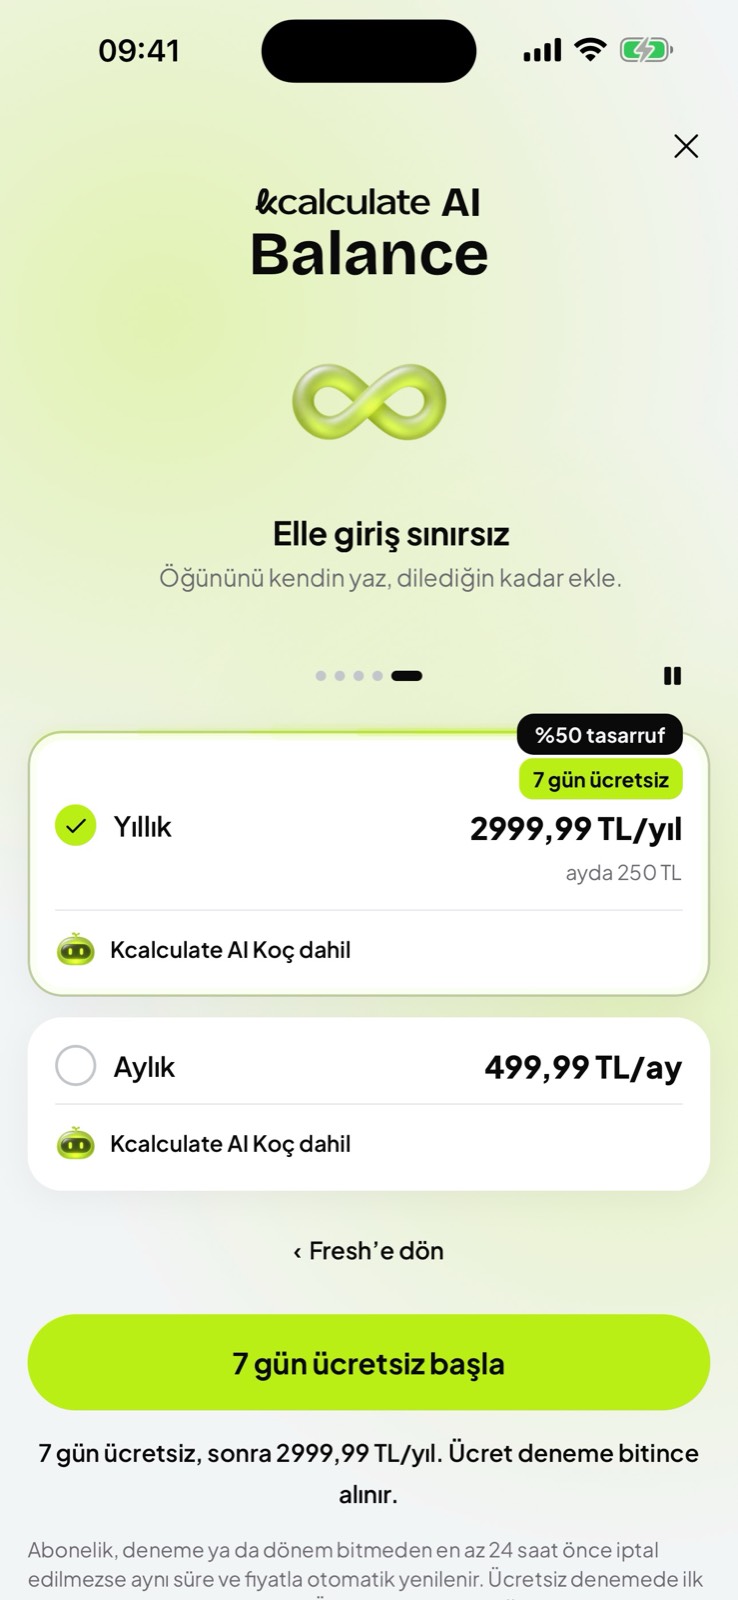 09:41
kcalculate AI
Balance
Elle giriş sınırsız
Öğününü kendin yaz, dilediğin kadar ekle.
%50 tasarruf
7 gün ücretsiz
Yıllık
2999,99 TL/yıl
ayda 250 TL
Kcalculate AI Koç dahil
Aylık
499,99 TL/ay
Kcalculate AI Koç dahil
‹ Fresh’e dön
7 gün ücretsiz başla
7 gün ücretsiz, sonra 2999,99 TL/yıl. Ücret deneme bitince
alınır.
Abonelik, deneme ya da dönem bitmeden en az 24 saat önce iptal
edilmezse aynı süre ve fiyatla otomatik yenilenir. Ücretsiz denemede ilk